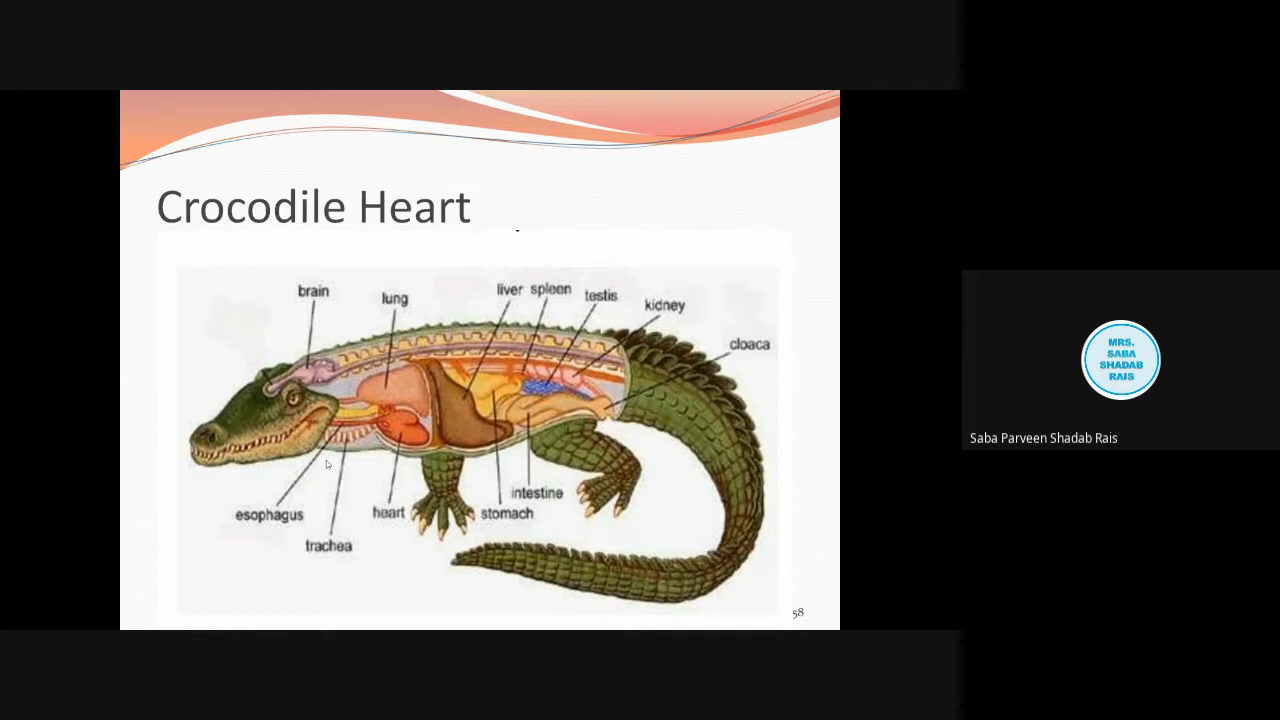 Crocodile Heart
brain
lung
liver
spleen
testis
kidney
cloaca
esophagus
trachea
heart
stomach
intestine
58
MRS.
SABA
SHADAB
RAIS
Saba Parveen Shadab Rais